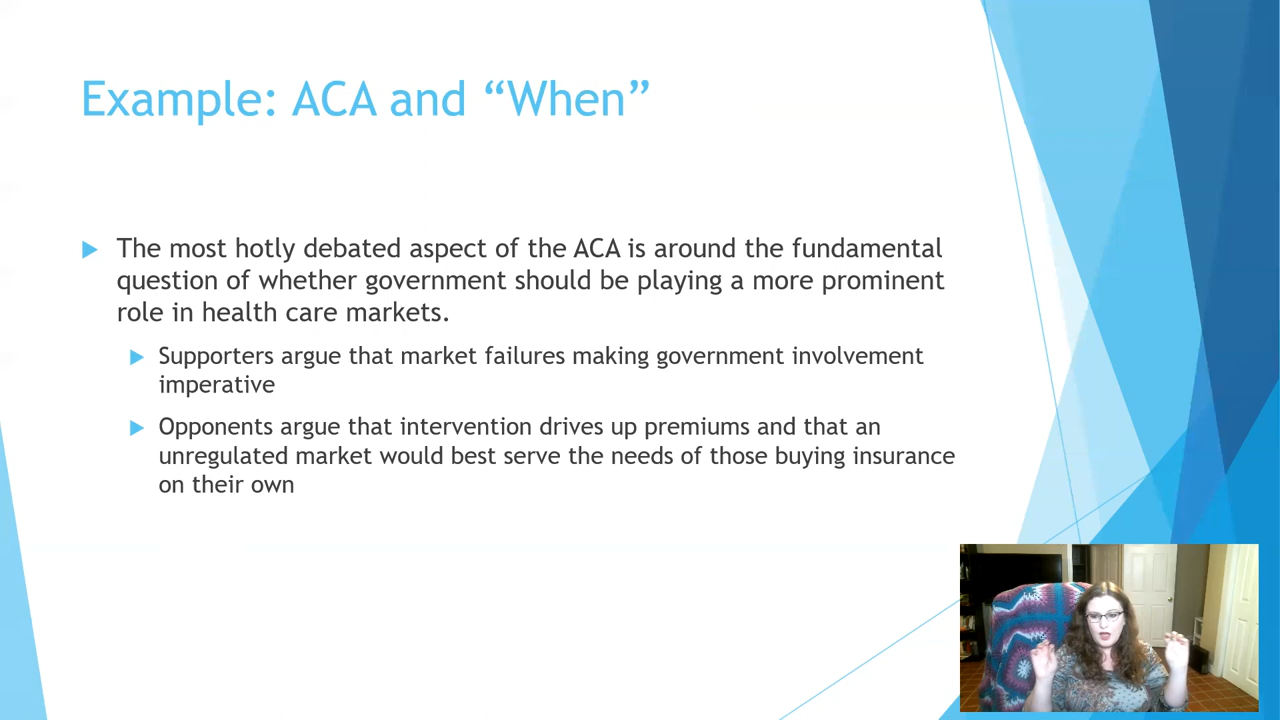 Example: ACA and “When”
The most hotly debated aspect of the ACA is around the fundamental
question of whether government should be playing a more prominent
role in health care markets.
Supporters argue that market failures making government involvement
imperative
Opponents argue that intervention drives up premiums and that an
unregulated market would best serve the needs of those buying insurance
on their own